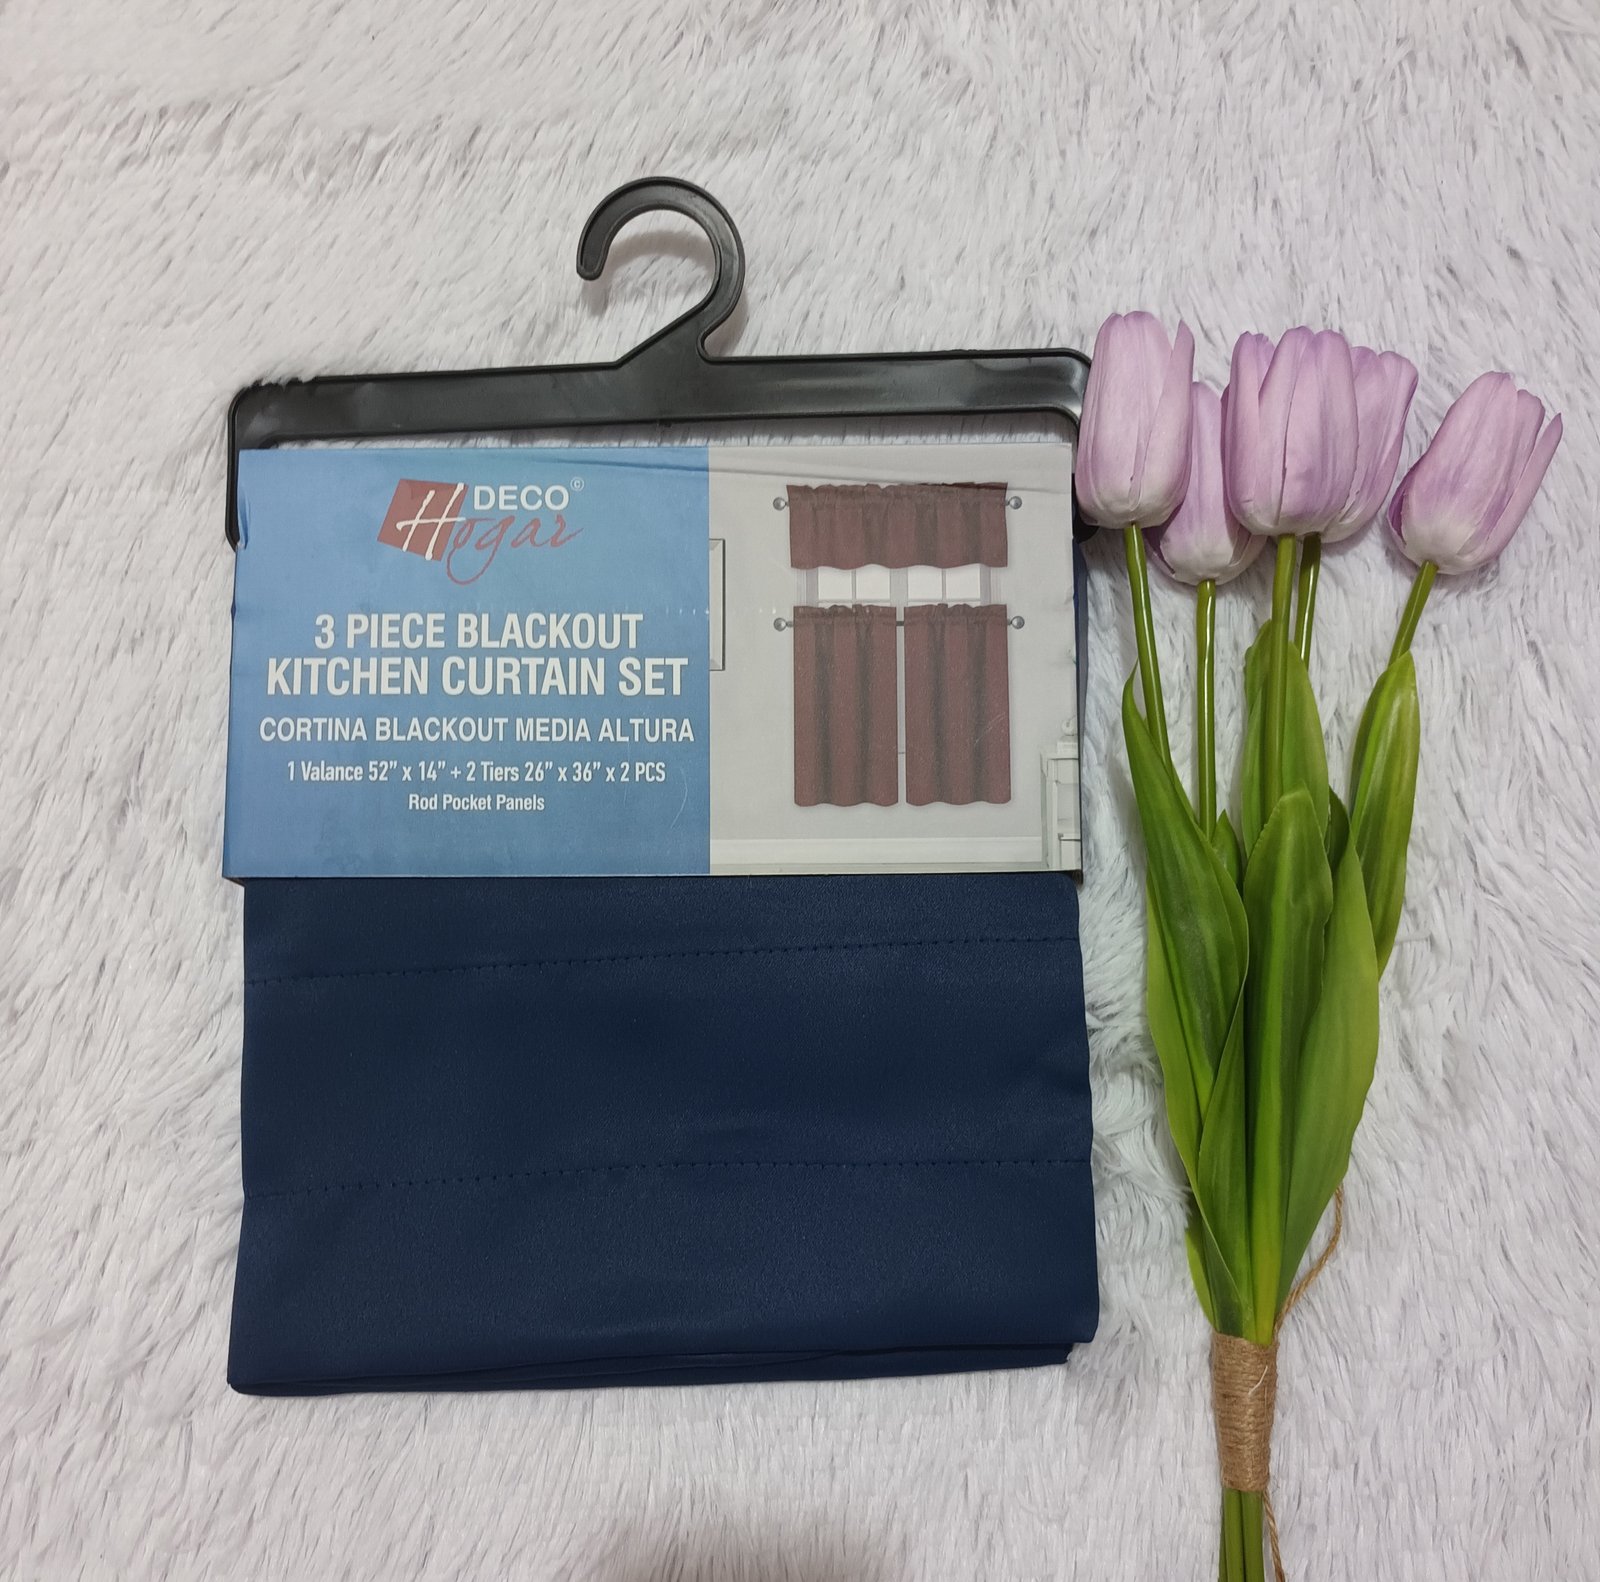 DECO©
Hogar
3 PIECE BLACKOUT
KITCHEN CURTAIN SET
CORTINA BLACKOUT MEDIA ALTURA
1 Valance 52” x 14” + 2 Tiers 26” x 36” x 2 PCS
Rod Pocket Panels